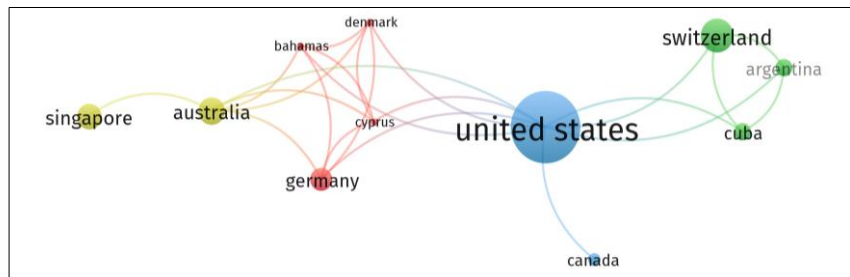 denmark
bahamas
switzerland
argentina
singapore
australia
cyprus
united states
cuba
germany
canada